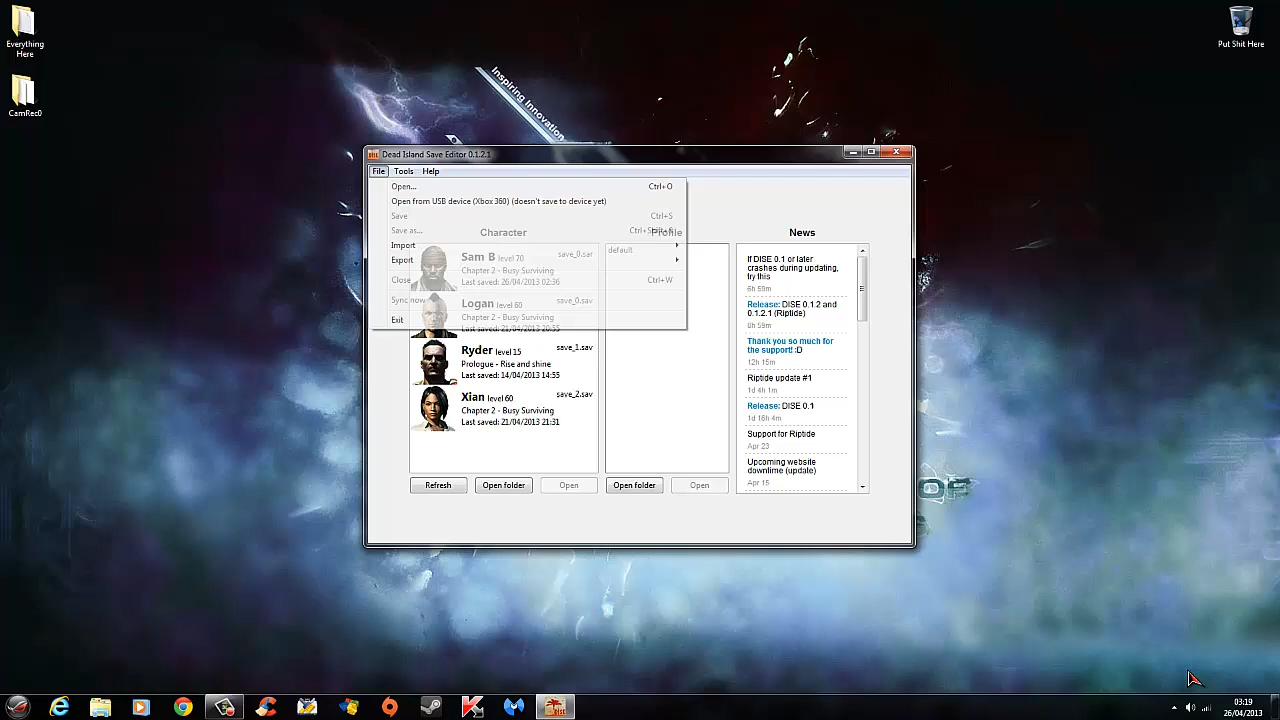 Everything
Here
CamRec0
Put Shit Here
Inspiring Innovation
Dead Island Save Editor 0.1.2.1
File Tools Help
Open... Ctrl+O
Open from USB device (Xbox 360) (doesn't save to device yet)
Save Ctrl+S
Save as...
Import
Export
Close Ctrl+W
Sync now
Exit
Character
Sam B level 70 save_0.sar
Chapter 2 - Busy Surviving
Last saved: 26/04/2013 02:36
Logan level 60 save_0.sav
Chapter 2 - Busy Surviving
Last saved: 21/04/2013 20:55
Ryder level 15 save_1.sav
Prologue - Rise and shine
Last saved: 14/04/2013 14:55
Xian level 60 save_2.sav
Chapter 2 - Busy Surviving
Last saved: 21/04/2013 21:31
Refresh Open folder Open
Profile
default
Open folder Open
News
If DISE 0.1 or later
crashes during updating,
try this
6h 59m
Release: DISE 0.1.2 and
0.1.2.1 (Riptide)
8h 59m
Thank you so much for
the support! :D
12h 15m
Riptide update #1
1d 4h 1m
Release: DISE 0.1
1d 16h 4m
Support for Riptide
Apr 23
Upcoming website
downtime (update)
Apr 15
OF
03:19
26/04/2013